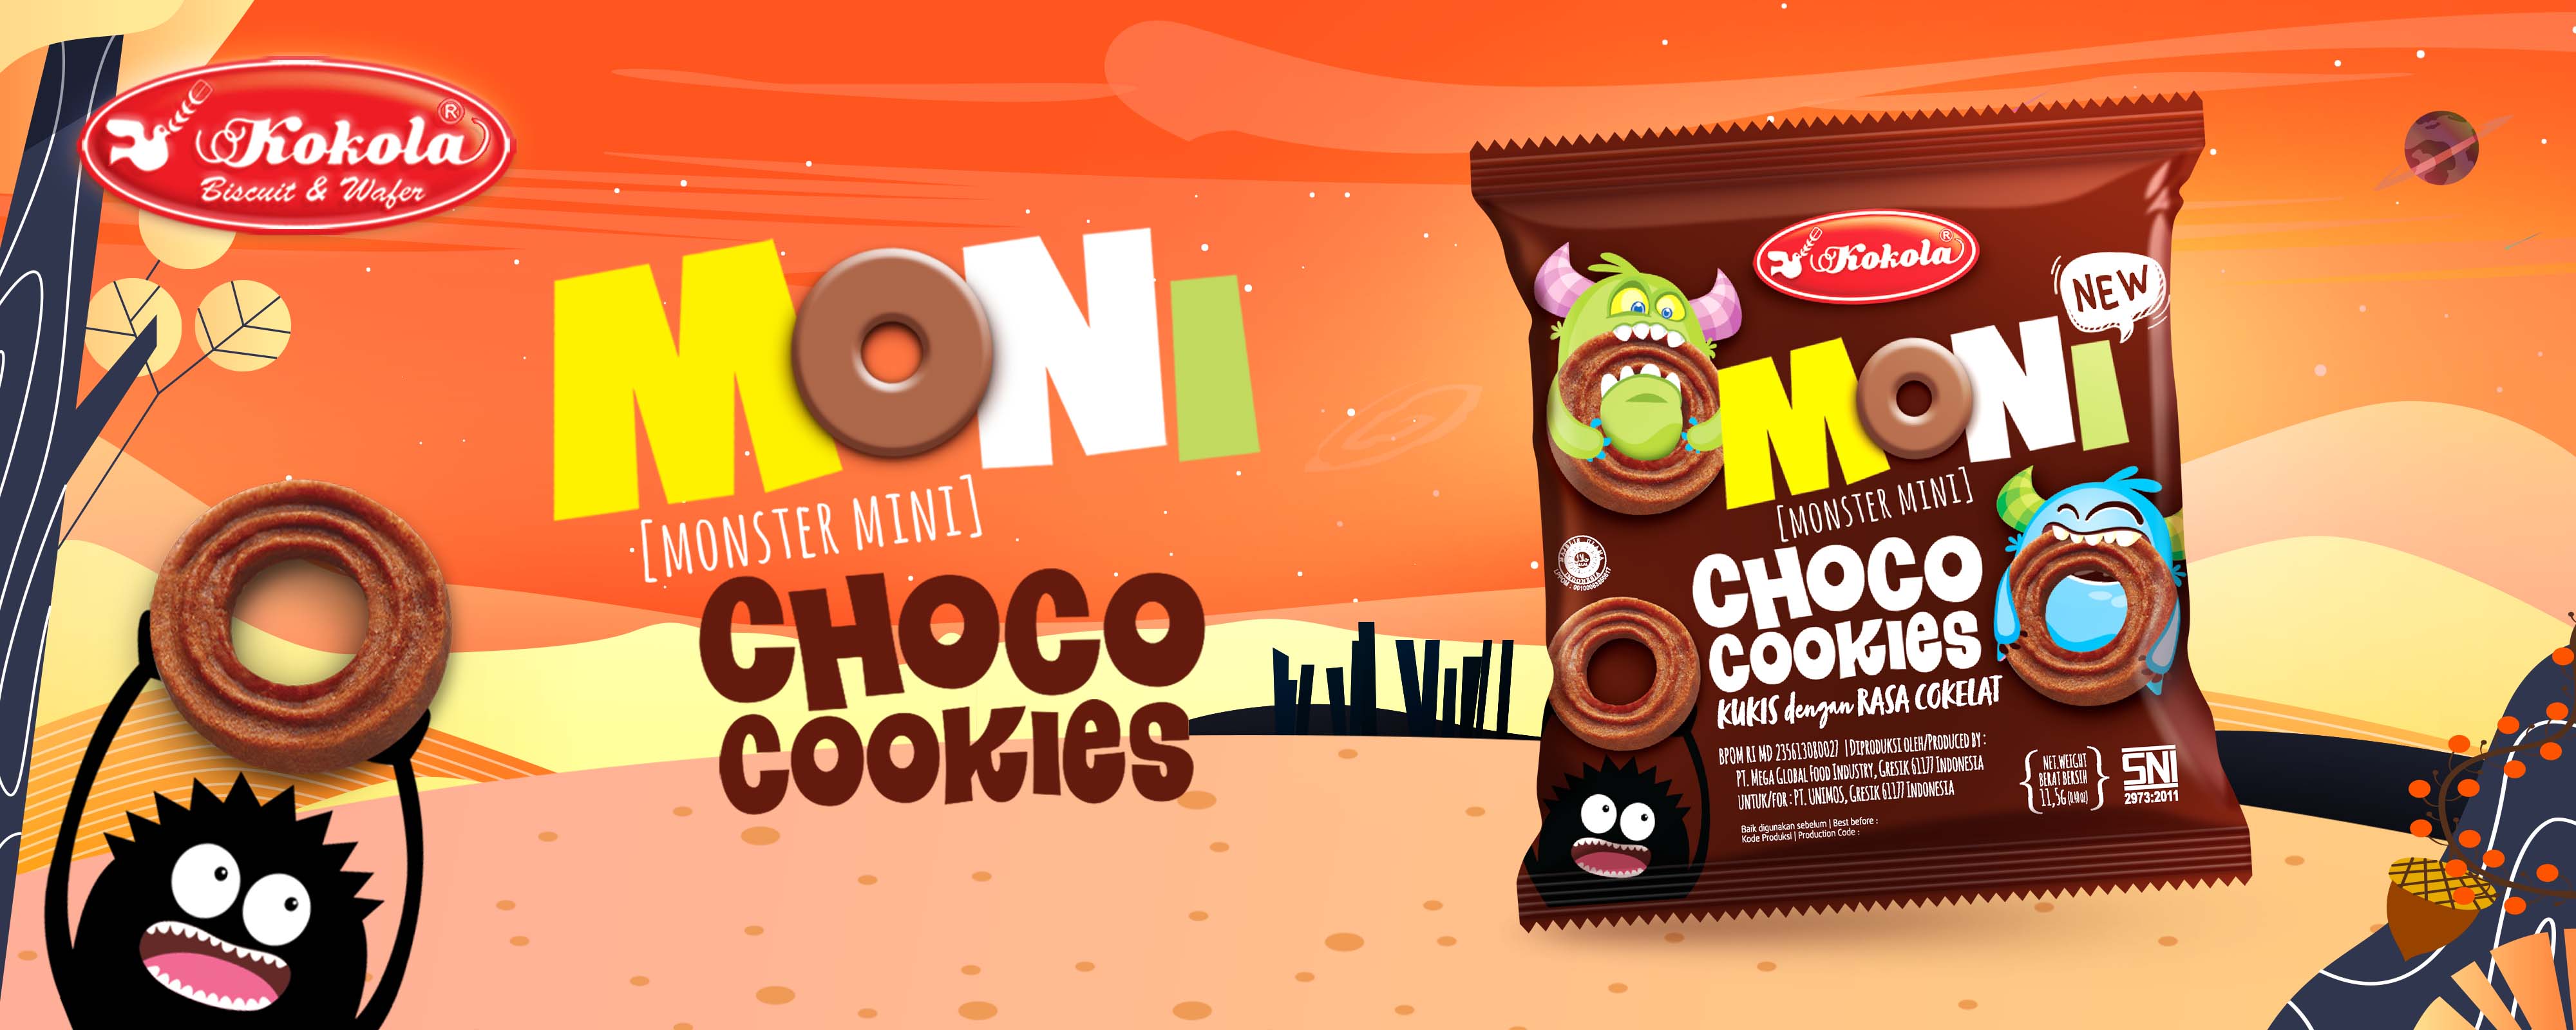 Kokola®
Biscuit & Wafer
MONI
[MONSTER MINI]
CHOCO
COOKIES
Kokola®
NEW
MONI
[MONSTER MINI]
CHOCO
COOKIES
KUKIS dengan RASA COKELAT
BPOM RI MD 235613080027 | DIPRODUKSI OLEH/PRODUCED BY :
PT. MEGA GLOBAL FOOD INDUSTRY, GRESIK 61177 INDONESIA
UNTUK/FOR : PT. UNIMOS, GRESIK 61177 INDONESIA
Baik digunakan sebelum | Best before :
Kode Produksi | Production Code :
NET.WEIGHT
BERAT BERSIH
11,5G
SNI
2973:2011